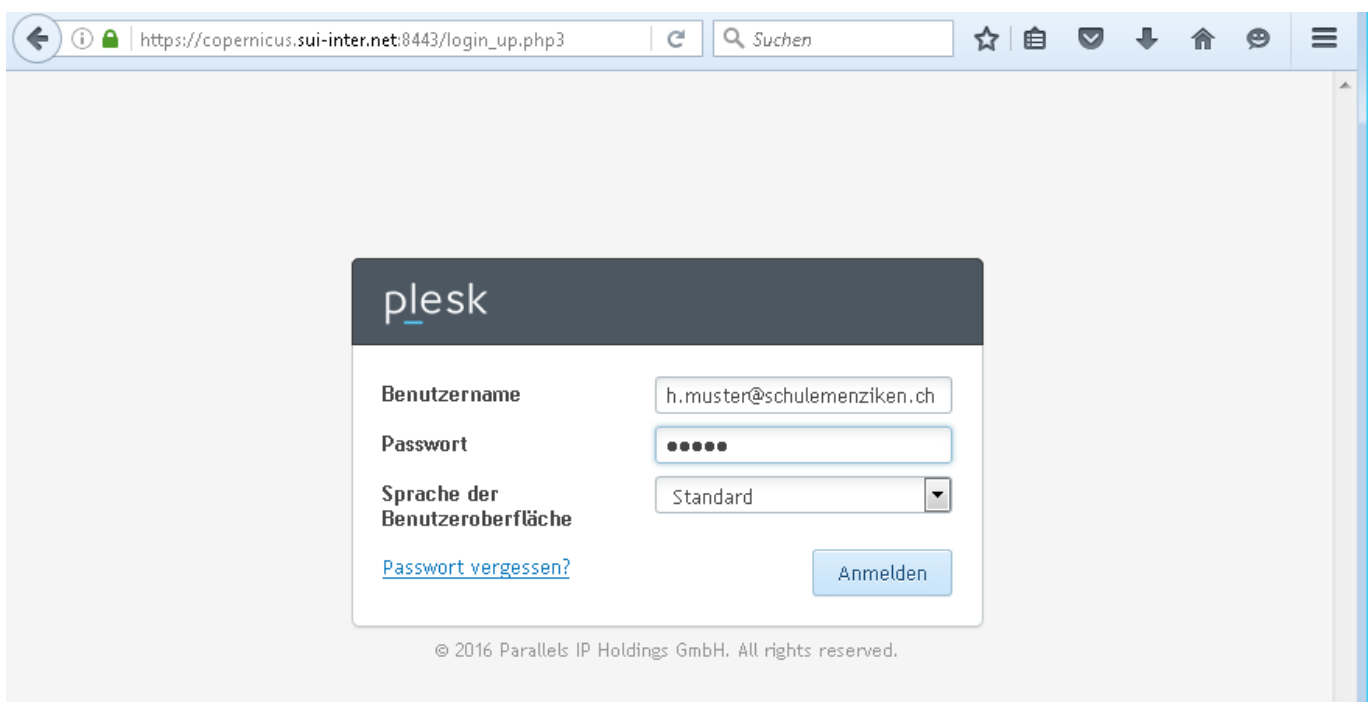 https://copernicus.sui-inter.net:8443/login_up.php3
Suchen
plesk
Benutzername
h.muster@schulemenziken.ch
Passwort
•••••
Sprache der
Benutzeroberfläche
Standard
Passwort vergessen?
Anmelden
© 2016 Parallels IP Holdings GmbH. All rights reserved.